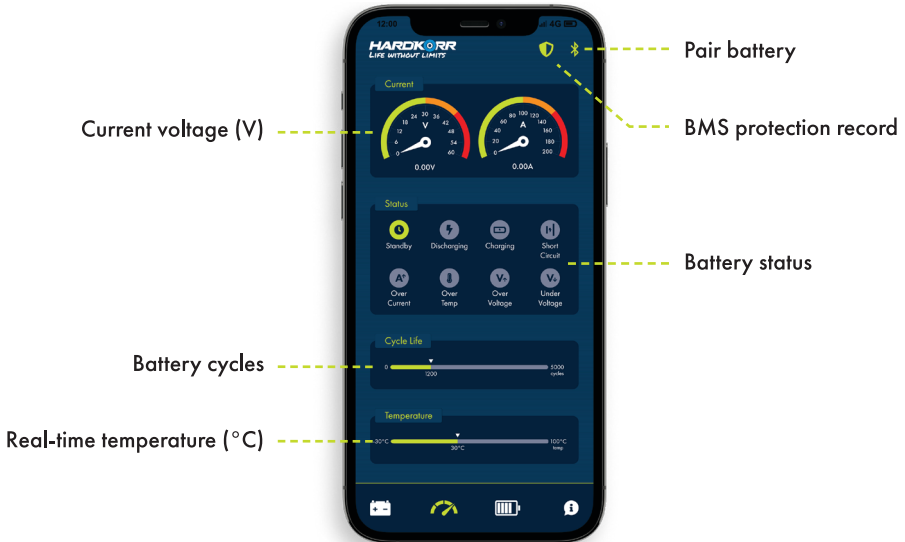 12:00
4G
HARDKORR
LIFE WITHOUT LIMITS
Pair battery
BMS protection record
Current
Current voltage (V)
0 6 12 18 24 30 36 42 48 54 60
V
0.00V
0 20 40 60 80 100 120 140 160 180 200
A
0.00A
Status
Standby
Discharging
Charging
Short
Circuit
Battery status
A+
Over
Current
Over
Temp
V↑
Over
Voltage
V↓
Under
Voltage
Cycle Life
Battery cycles
0
1200
5000
cycles
Temperature
Real-time temperature (°C)
-30°C
30°C
100°C
temp